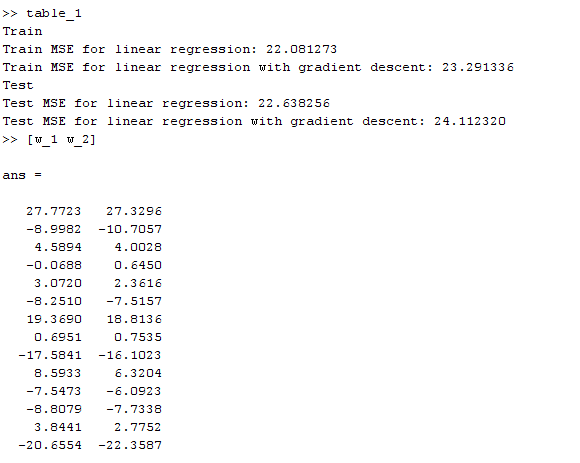 >> table_1
Train
Train MSE for linear regression: 22.081273
Train MSE for linear regression with gradient descent: 23.291336
Test
Test MSE for linear regression: 22.638256
Test MSE for linear regression with gradient descent: 24.112320
>> [w_1 w_2]
ans =
27.7723 27.3296
-8.9982 -10.7057
4.5894 4.0028
-0.0688 0.6450
3.0720 2.3616
-8.2510 -7.5157
19.3690 18.8136
0.6951 0.7535
-17.5841 -16.1023
8.5933 6.3204
-7.5473 -6.0923
-8.8079 -7.7338
3.8441 2.7752
-20.6554 -22.3587